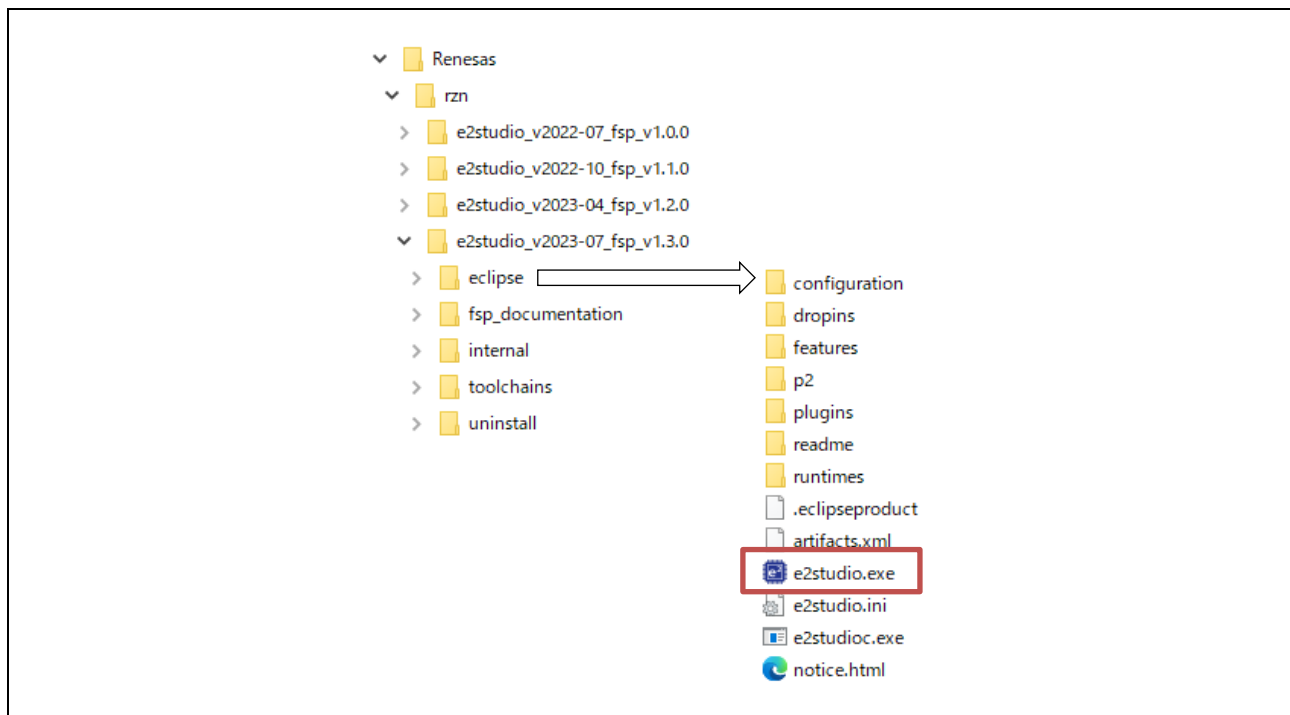 Renesas
rzn
e2studio_v2022-07_fsp_v1.0.0
e2studio_v2022-10_fsp_v1.1.0
e2studio_v2023-04_fsp_v1.2.0
e2studio_v2023-07_fsp_v1.3.0
eclipse
fsp_documentation
internal
toolchains
uninstall
configuration
dropins
features
p2
plugins
readme
runtimes
.eclipseproduct
artifacts.xml
e2studio.exe
e2studio.ini
e2studioc.exe
notice.html